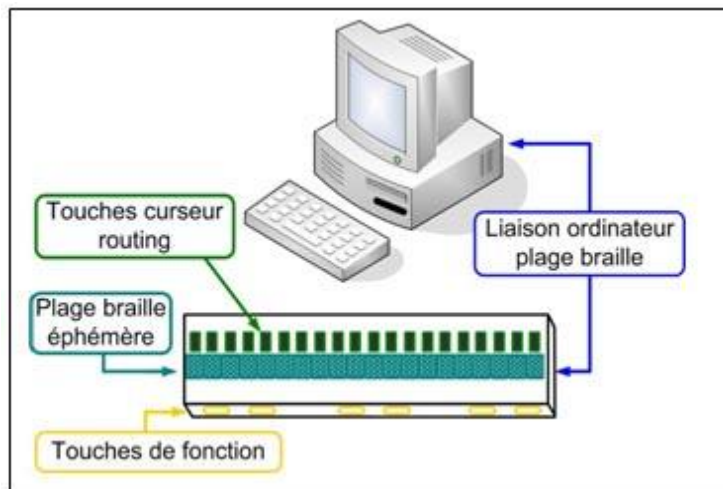 Touches curseur
routing
Liaison ordinateur
plage braille
Plage braille
éphémère
Touches de fonction